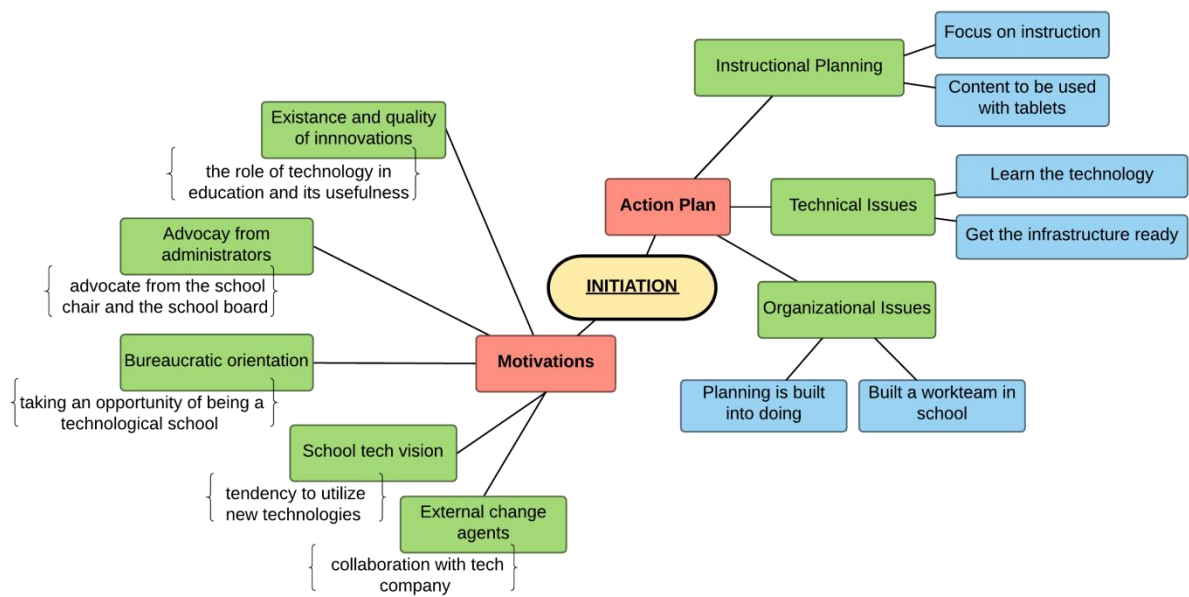 Focus on instruction
Instructional Planning
Content to be used
with tablets
Existance and quality
of innnovations
the role of technology in
education and its usefulness
Learn the technology
Action Plan
Technical Issues
Get the infrastructure ready
Advocay from
administrators
advocate from the school
chair and the school board
INITIATION
Organizational Issues
Bureaucratic orientation
Motivations
taking an opportunity of being a
technological school
Planning is built
into doing
Built a workteam in
school
School tech vision
tendency to utilize
new technologies
External change
agents
collaboration with tech
company